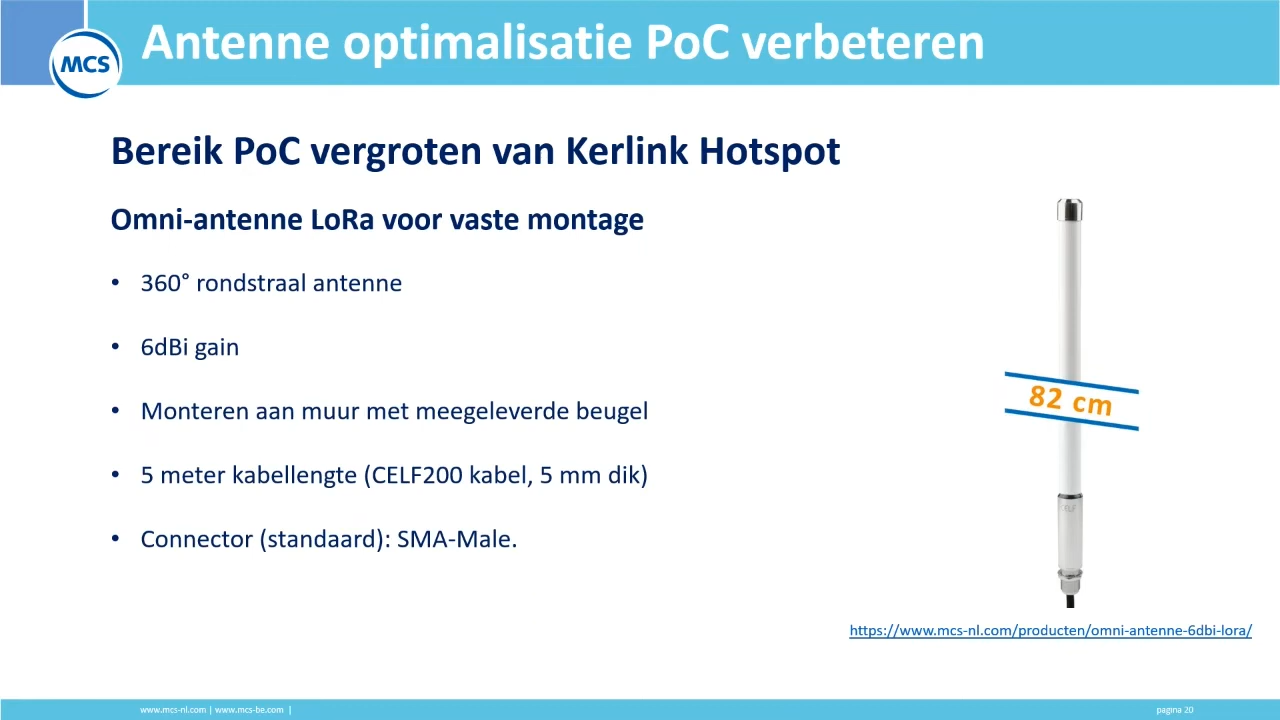 MCS
Antenne optimalisatie PoC verbeteren
Bereik PoC vergroten van Kerlink Hotspot
Omni-antenne LoRa voor vaste montage
• 360° rondstraal antenne
• 6dBi gain
• Monteren aan muur met meegeleverde beugel
• 5 meter kabellengte (CELF200 kabel, 5 mm dik)
• Connector (standaard): SMA-Male.
82 cm
https://www.mcs-nl.com/producten/omni-antenne-6dbi-lora/
www.mcs-nl.com | www.mcs-be.com |
pagina 20